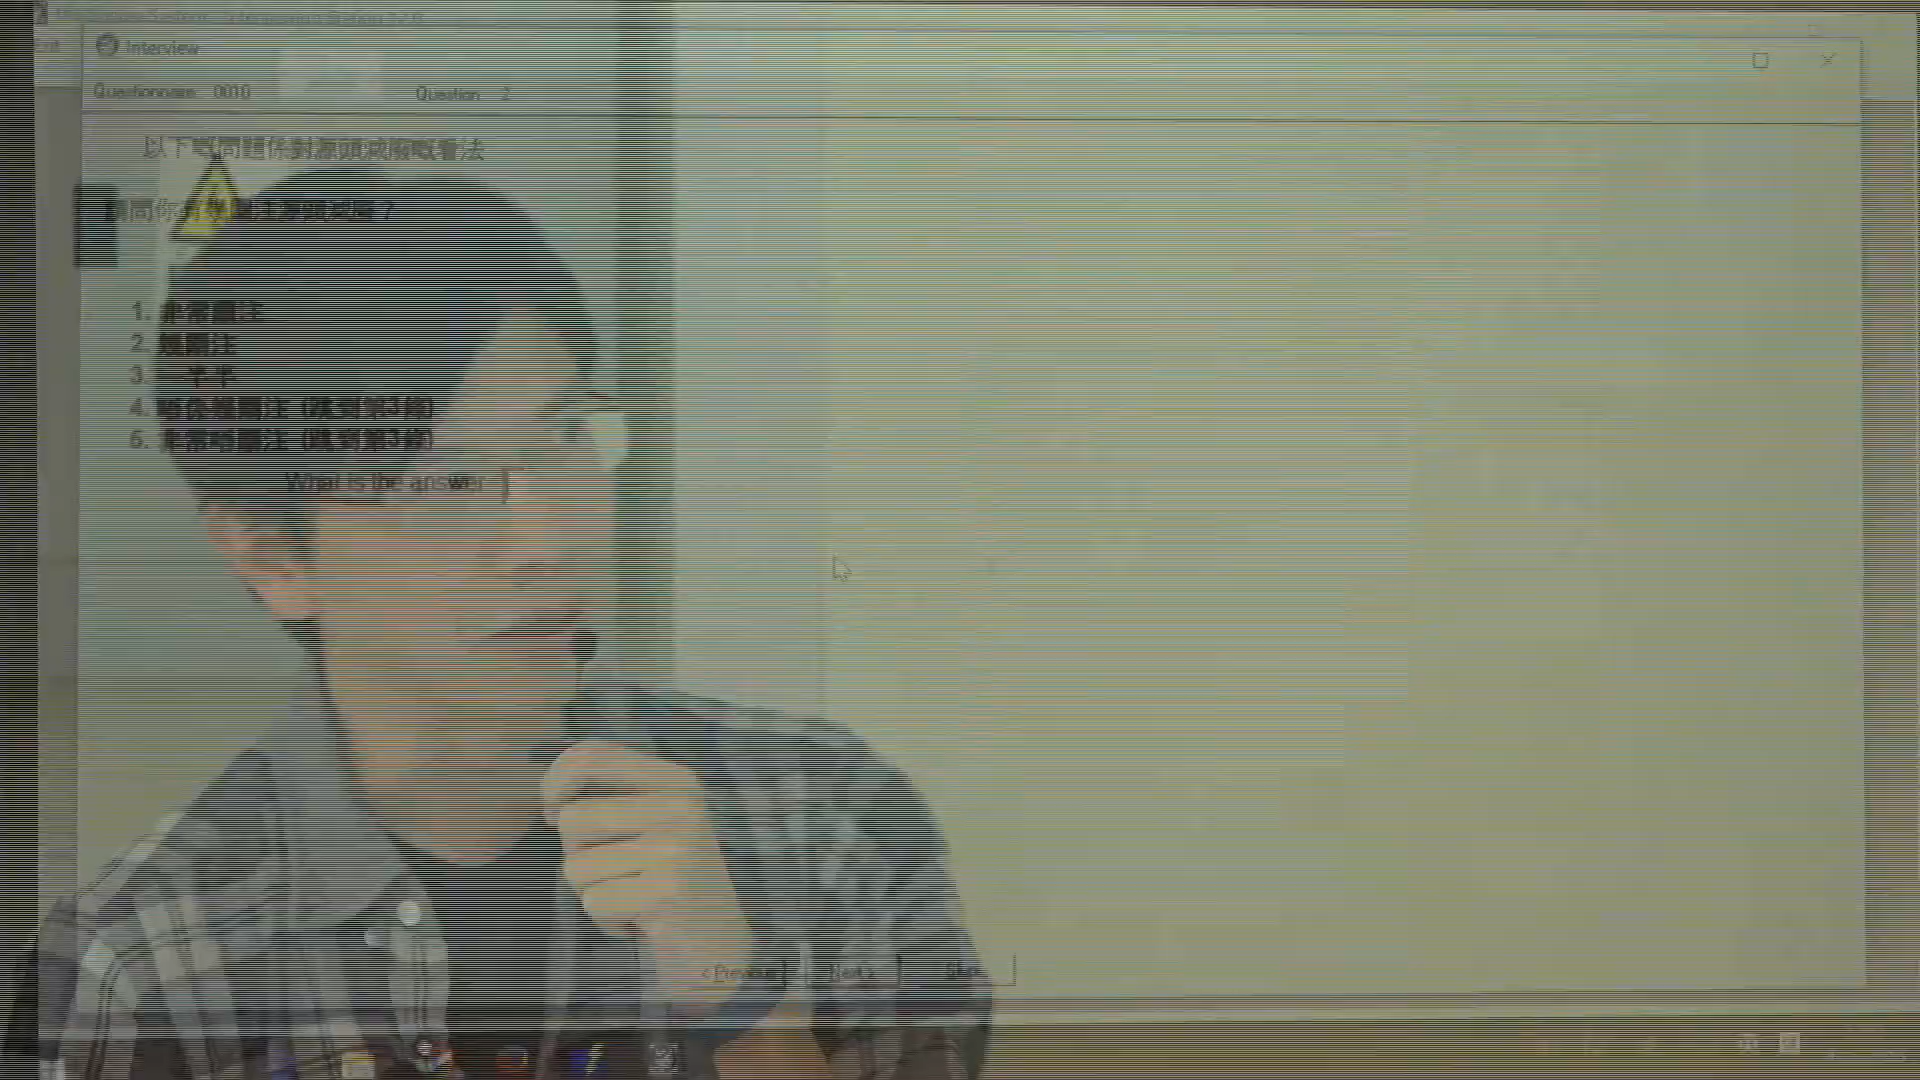 Interview
Questionnaire 0010
Question 2
以下嘅問題係對源頭減廢嘅看法
請問你有幾關注源頭減廢？
1. 非常關注
2. 幾關注
3. 一半半
4. 唔係幾關注 (跳到第3條)
5. 非常唔關注 (跳到第3條)
What is the answer
< Previous
Next >